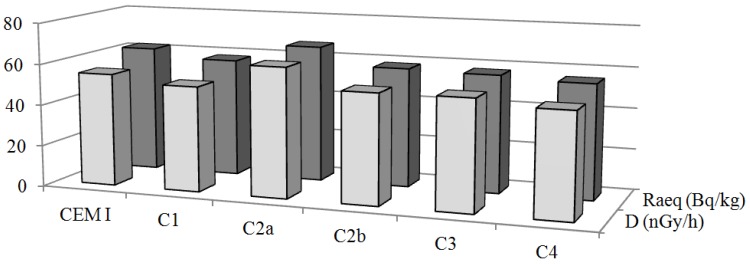 80
60
40
20
0
CEM I
C1
C2a
C2b
C3
C4
Raeq (Bq/kg)
D (nGy/h)